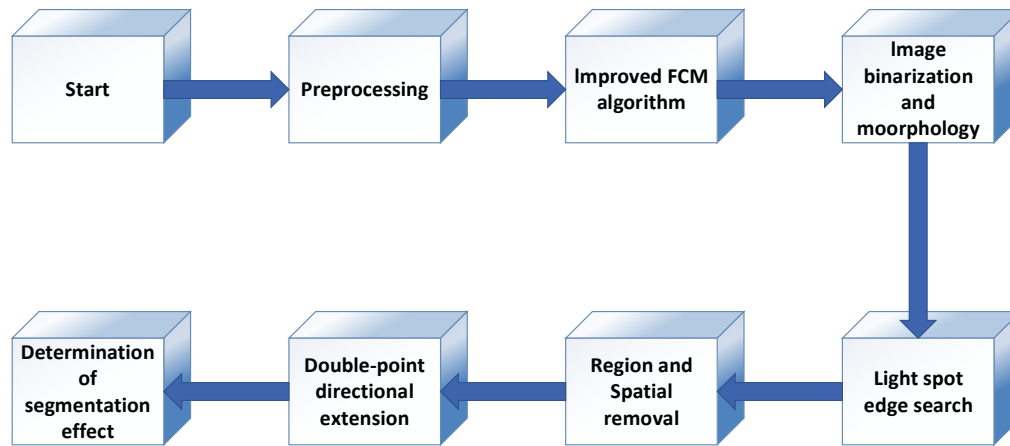 Start
Preprocessing
Improved FCM
algorithm
Image
binarization
and
moorphology
Light spot
edge search
Region and
Spatial
removal
Double-point
directional
extension
Determination
of
segmentation
effect